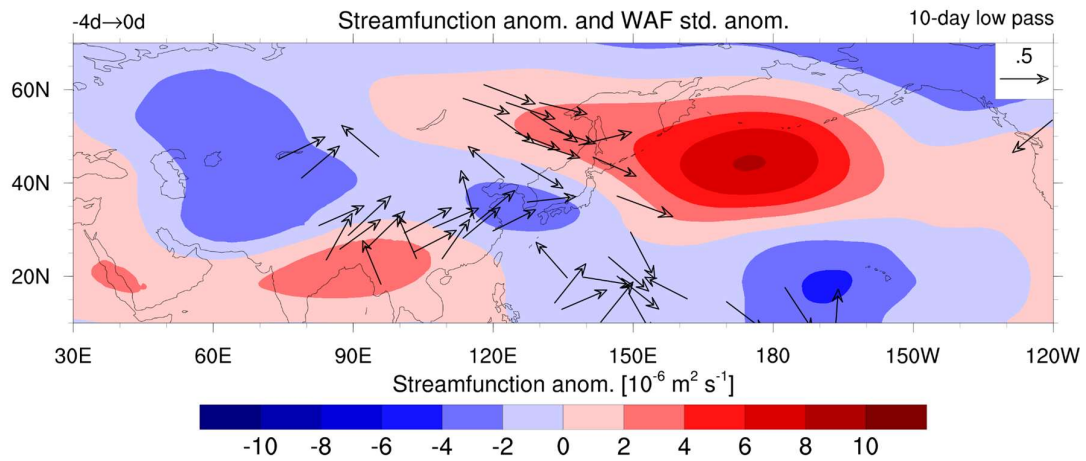 -4d→0d Streamfunction anom. and WAF std. anom. 10-day low pass
.5
60N
40N
20N
30E 60E 90E 120E 150E 180 150W 120W
Streamfunction anom. [10⁻⁶ m² s⁻¹]
-10 -8 -6 -4 -2 0 2 4 6 8 10